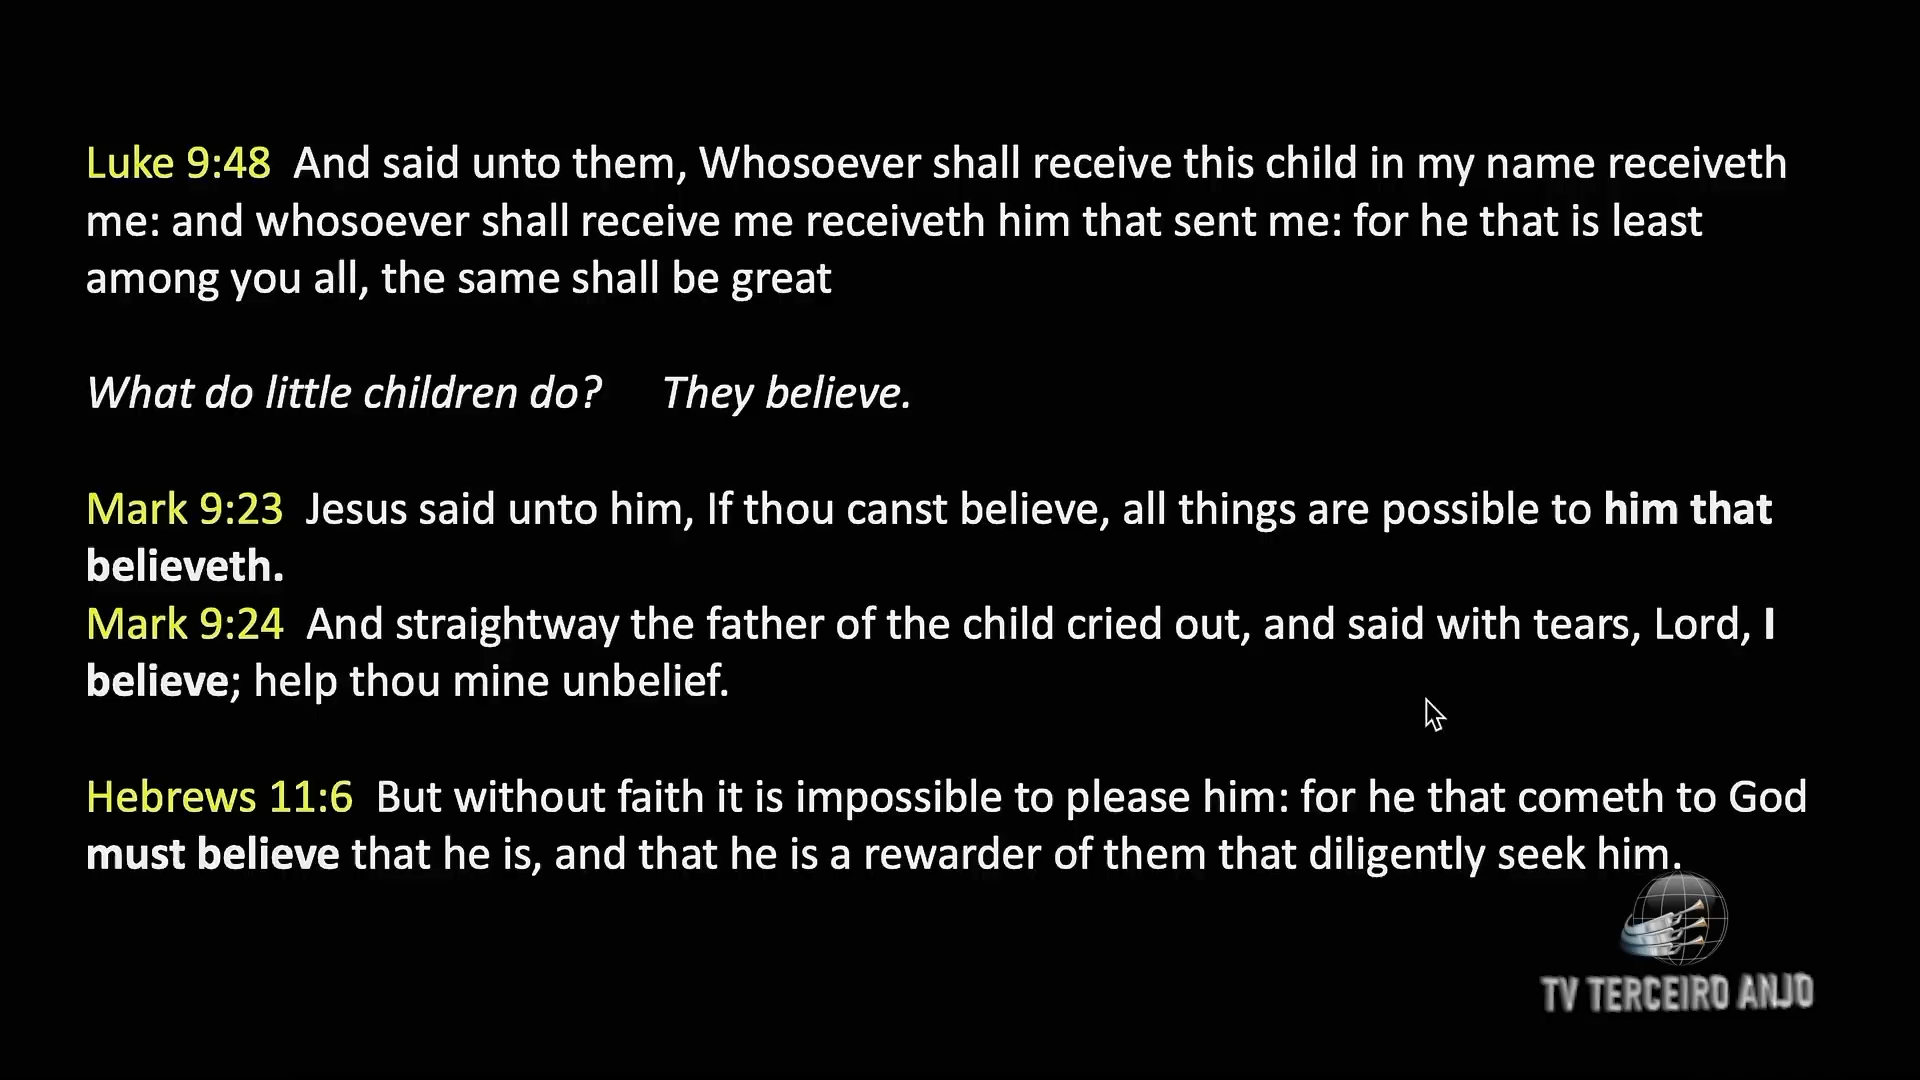 Luke 9:48  And said unto them, Whosoever shall receive this child in my name receiveth
me: and whosoever shall receive me receiveth him that sent me: for he that is least
among you all, the same shall be great
What do little children do?    They believe.
Mark 9:23  Jesus said unto him, If thou canst believe, all things are possible to him that
believeth.
Mark 9:24  And straightway the father of the child cried out, and said with tears, Lord, I
believe; help thou mine unbelief.
Hebrews 11:6  But without faith it is impossible to please him: for he that cometh to God
must believe that he is, and that he is a rewarder of them that diligently seek him.
TV TERCEIRO ANJO